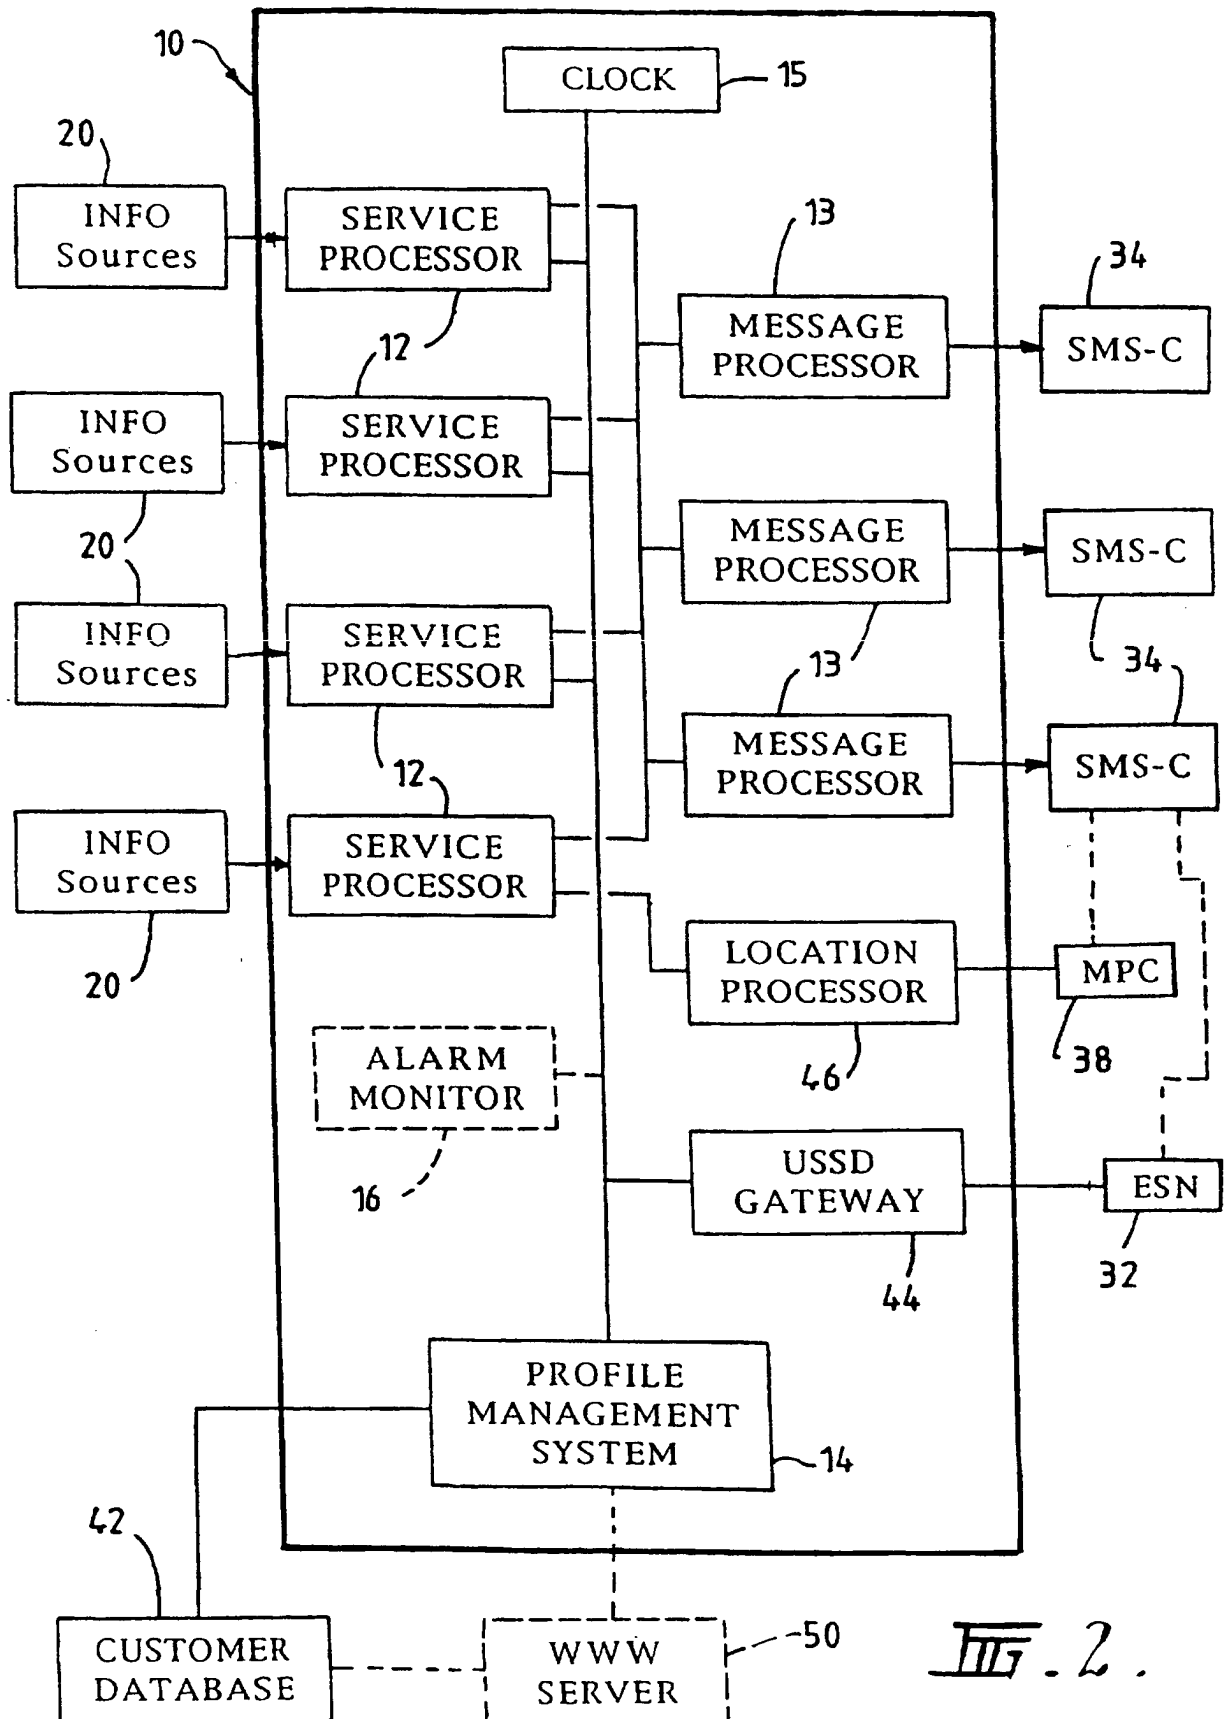 10
CLOCK
15
20
INFO
Sources
SERVICE
PROCESSOR
13
34
12
MESSAGE
PROCESSOR
SMS-C
INFO
Sources
SERVICE
PROCESSOR
20
MESSAGE
PROCESSOR
SMS-C
INFO
Sources
SERVICE
PROCESSOR
13
34
12
MESSAGE
PROCESSOR
SMS-C
INFO
Sources
SERVICE
PROCESSOR
20
LOCATION
PROCESSOR
MPC
46
38
ALARM
MONITOR
16
USSD
GATEWAY
ESN
44
32
PROFILE
MANAGEMENT
SYSTEM
14
42
CUSTOMER
DATABASE
WWW
SERVER
50
FIG. 2.